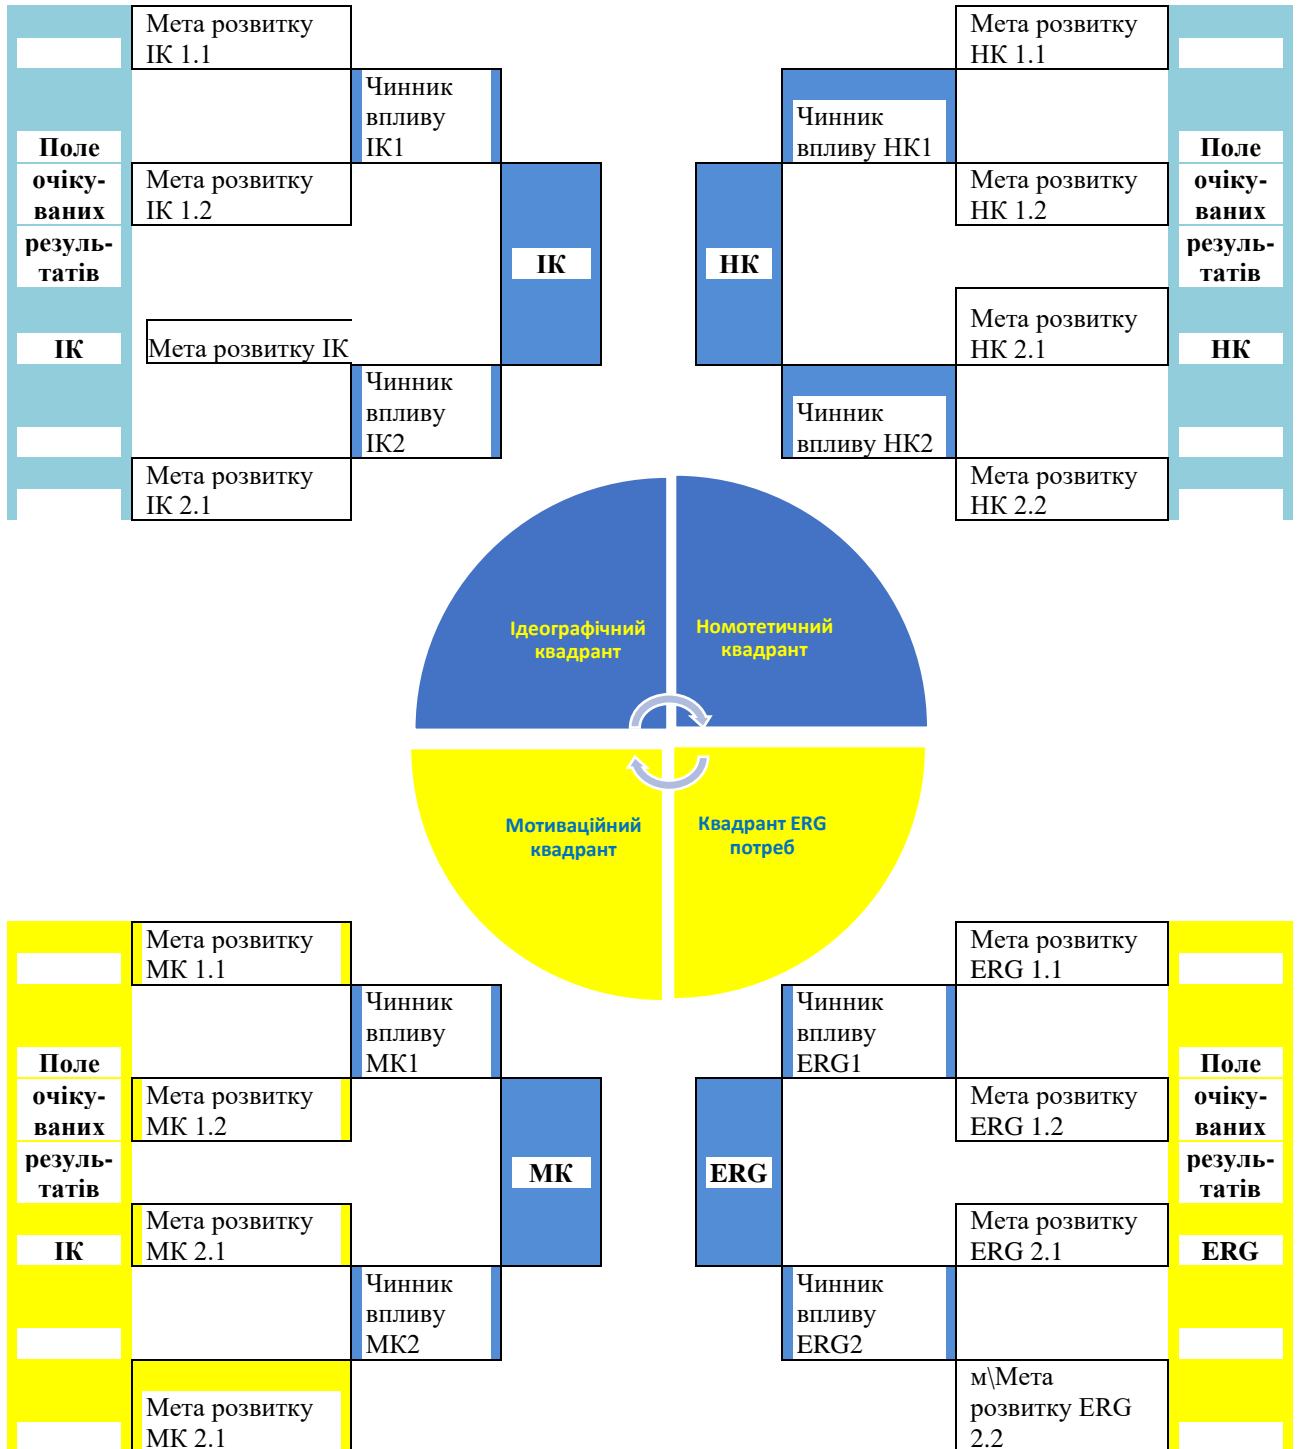 Мета розвитку
ІК 1.1
Чинник
впливу
ІК1
Поле
очіку-
ваних
резуль-
татів
ІК
Мета розвитку
ІК 1.2
ІК
Мета розвитку ІК
Чинник
впливу
ІК2
Мета розвитку
ІК 2.1
Мета розвитку
НК 1.1
Чинник
впливу НК1
Поле
очіку-
ваних
резуль-
татів
НК
Мета розвитку
НК 1.2
НК
Мета розвитку
НК 2.1
Чинник
впливу НК2
Мета розвитку
НК 2.2
Ідеографічний
квадрант
Номотетичний
квадрант
Мотиваційний
квадрант
Квадрант ERG
потреб
Мета розвитку
МК 1.1
Чинник
впливу
МК1
Поле
очіку-
ваних
резуль-
татів
ІК
Мета розвитку
МК 1.2
МК
Мета розвитку
МК 2.1
Чинник
впливу
МК2
Мета розвитку
МК 2.1
Мета розвитку
ERG 1.1
Чинник
впливу
ERG1
Поле
очіку-
ваних
резуль-
татів
ERG
Мета розвитку
ERG 1.2
ERG
Мета розвитку
ERG 2.1
Чинник
впливу
ERG2
м\Мета
розвитку ERG
2.2